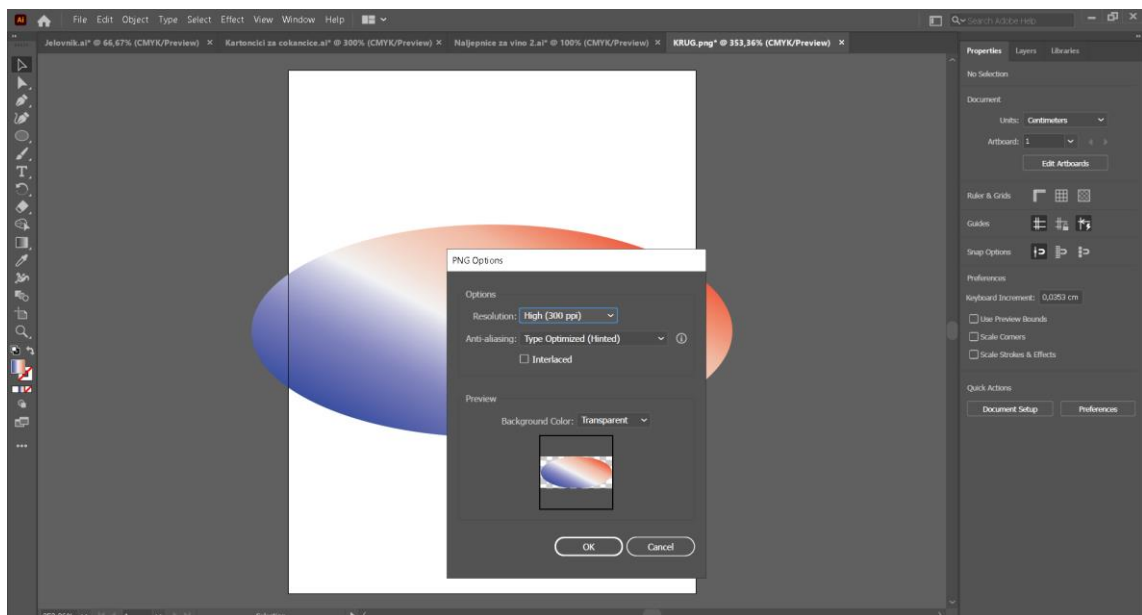 Ai File Edit Object Type Select Effect View Window Help Search Adobe Help
Jelovnik.ai* @ 66,67% (CMYK/Preview) × Kartoncici za cokancice.ai* @ 300% (CMYK/Preview) × Naljepnice za vino 2.ai* @ 100% (CMYK/Preview) × KRUG.png* @ 353,36% (CMYK/Preview) ×
Properties Layers Libraries
No Selection
Document
Units: Centimeters
Artboard: 1
Edit Artboards
Ruler & Grids
Guides
Snap Options
Preferences
Keyboard Increment: 0,0353 cm
Use Preview Bounds
Scale Corners
Scale Strokes & Effects
Quick Actions
Document Setup Preferences
PNG Options
Options
Resolution: High (300 ppi)
Anti-aliasing: Type Optimized (Hinted)
Interlaced
Preview
Background Color: Transparent
OK Cancel